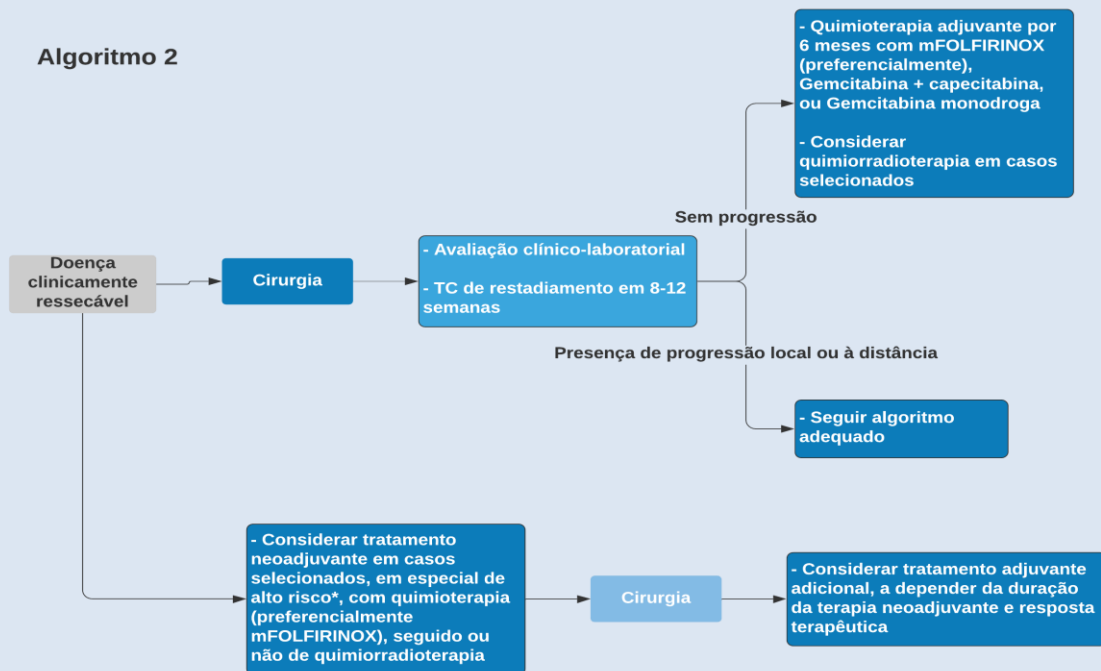 Algoritmo 2
- Quimioterapia adjuvante por
6 meses com mFOLFIRINOX
(preferencialmente),
Gemcitabina + capecitabina,
ou Gemcitabina monodroga
- Considerar
quimiorradioterapia em casos
selecionados
Sem progressão
Doença
clinicamente
ressecável
Cirurgia
- Avaliação clínico-laboratorial
- TC de restadiamento em 8-12
semanas
Presença de progressão local ou à distância
- Seguir algoritmo
adequado
- Considerar tratamento
neoadjuvante em casos
selecionados, em especial de
alto risco*, com quimioterapia
(preferencialmente
mFOLFIRINOX), seguido ou
não de quimiorradioterapia
Cirurgia
- Considerar tratamento adjuvante
adicional, a depender da duração
da terapia neoadjuvante e resposta
terapêutica